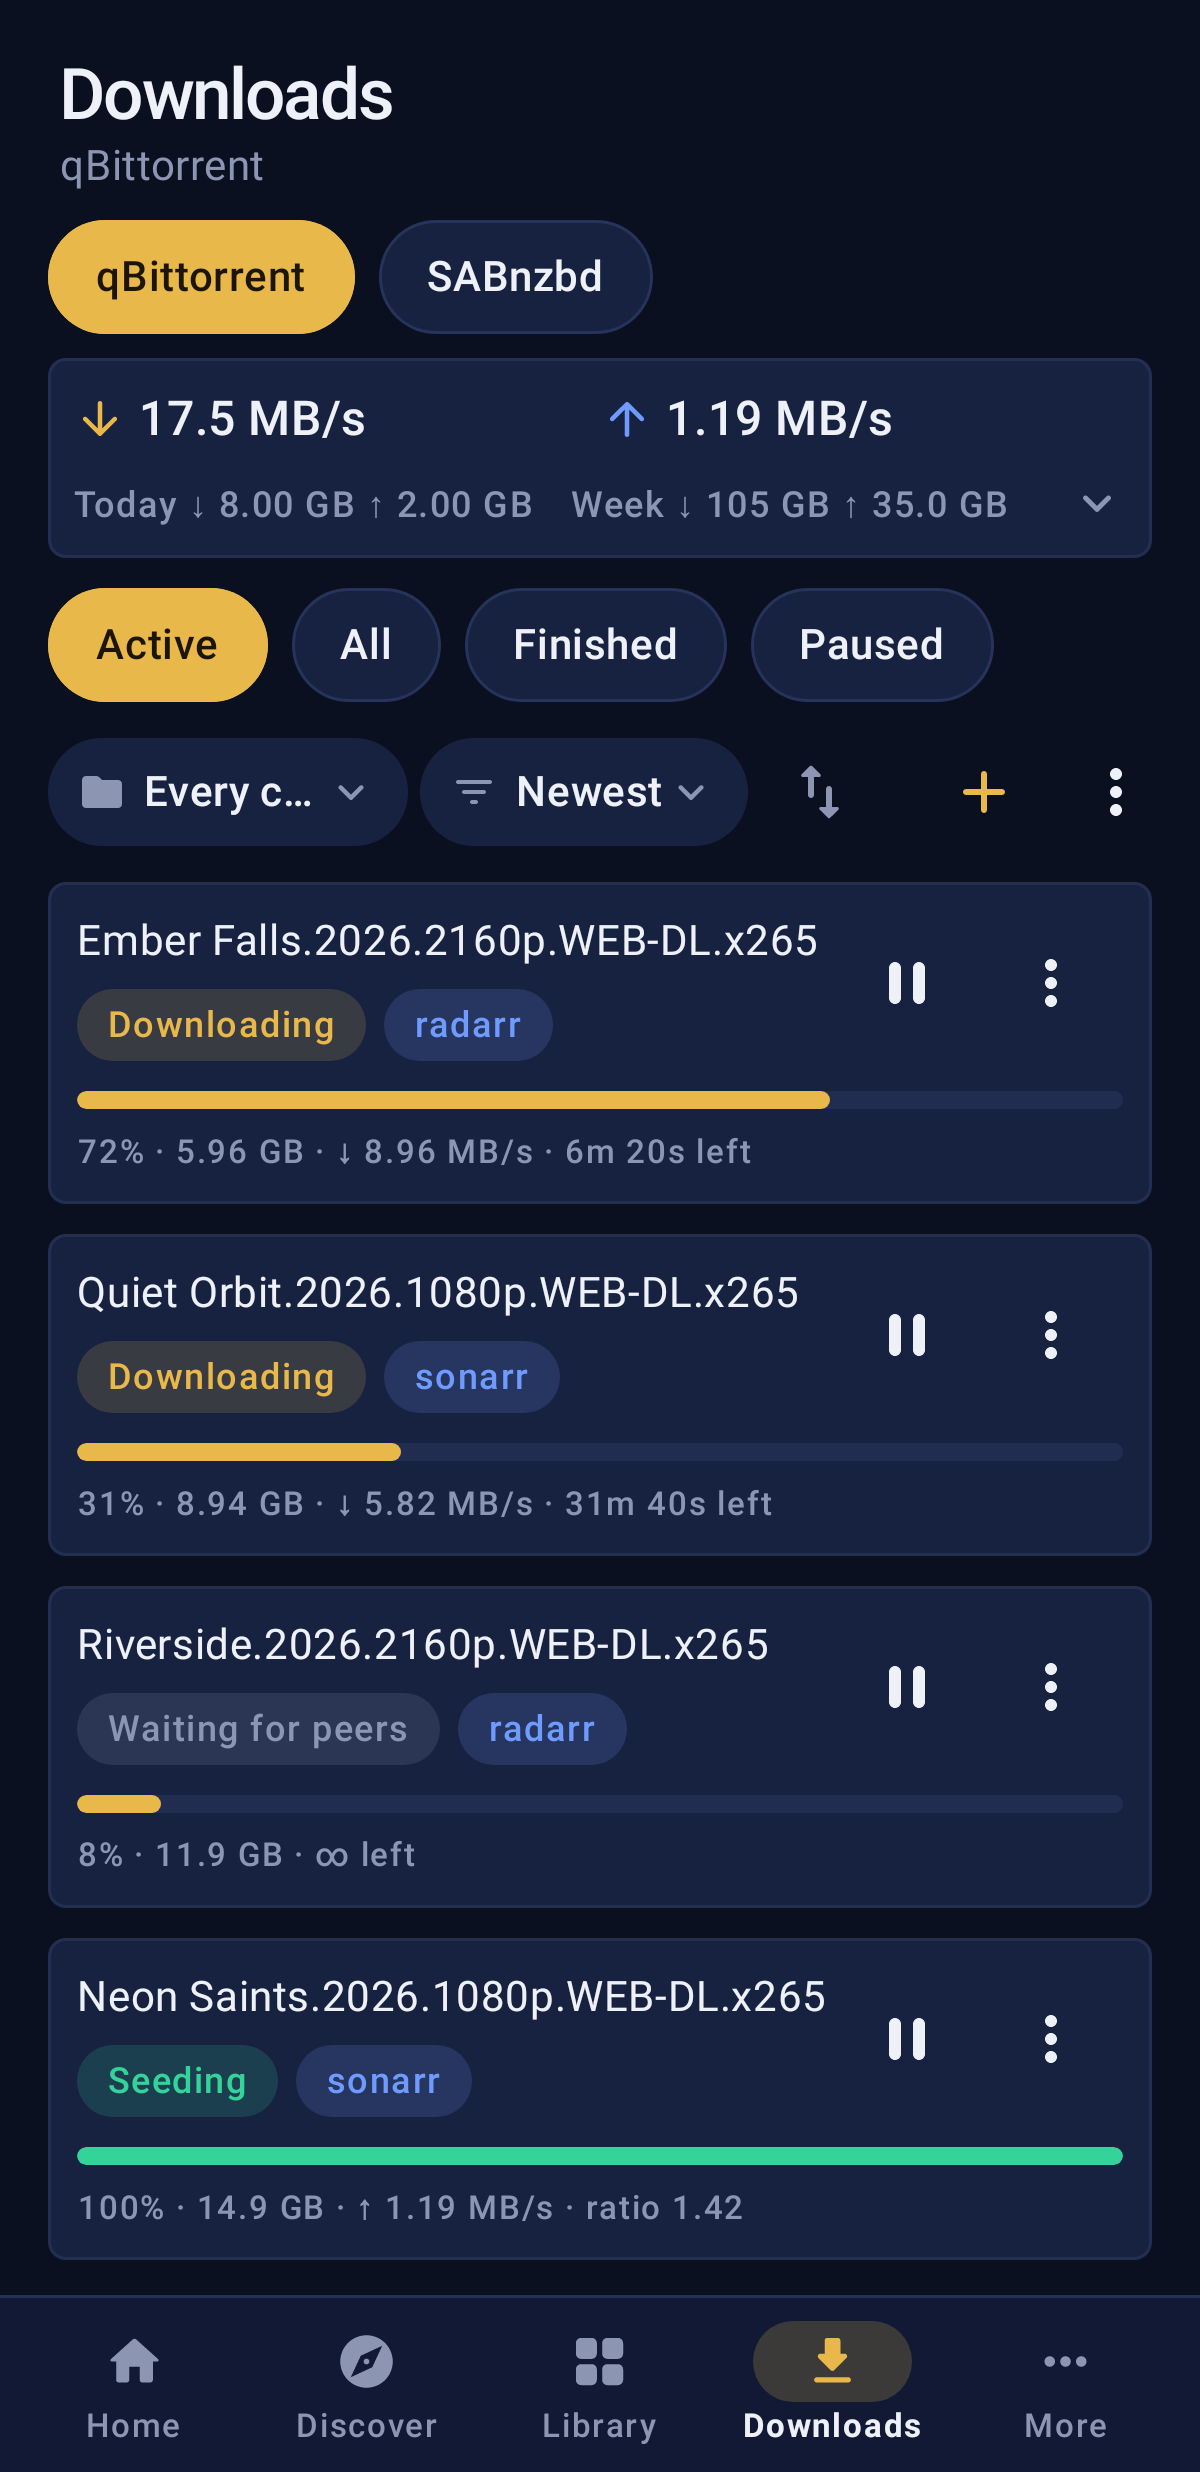 Downloads
qBittorrent
qBittorrent SABnzbd
↓ 17.5 MB/s ↑ 1.19 MB/s
Today ↓ 8.00 GB ↑ 2.00 GB Week ↓ 105 GB ↑ 35.0 GB
Active All Finished Paused
Every c… Newest
Ember Falls.2026.2160p.WEB-DL.x265
Downloading radarr
72% · 5.96 GB · ↓ 8.96 MB/s · 6m 20s left
Quiet Orbit.2026.1080p.WEB-DL.x265
Downloading sonarr
31% · 8.94 GB · ↓ 5.82 MB/s · 31m 40s left
Riverside.2026.2160p.WEB-DL.x265
Waiting for peers radarr
8% · 11.9 GB · ∞ left
Neon Saints.2026.1080p.WEB-DL.x265
Seeding sonarr
100% · 14.9 GB · ↑ 1.19 MB/s · ratio 1.42
Home Discover Library Downloads More